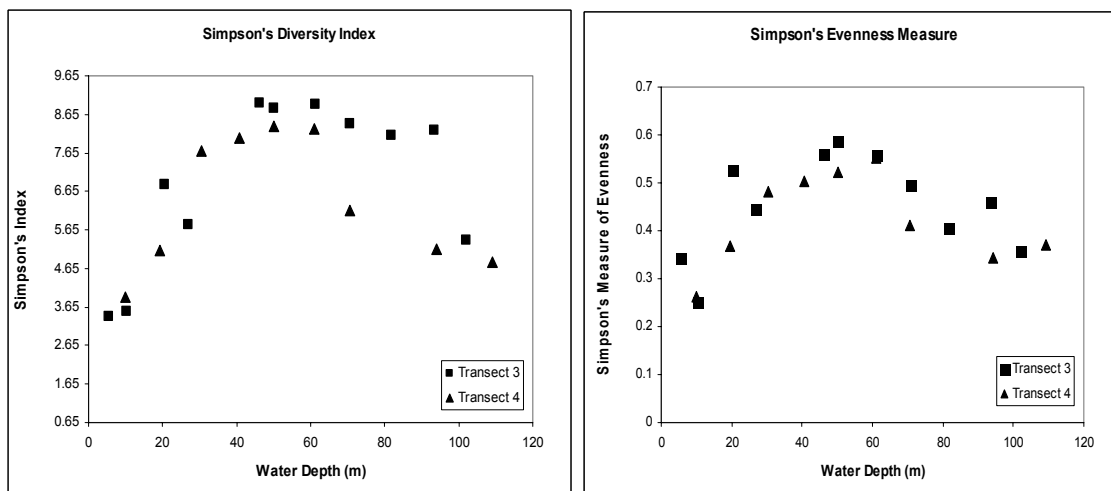 Simpson's Diversity Index
Simpson's Index
9.65
8.65
7.65
6.65
5.65
4.65
3.65
2.65
1.65
0.65
0 20 40 60 80 100 120
Water Depth (m)
Transect 3
Transect 4
Simpson's Evenness Measure
Simpson's Measure of Evenness
0.7
0.6
0.5
0.4
0.3
0.2
0.1
0
0 20 40 60 80 100 120
Water Depth (m)
Transect 3
Transect 4